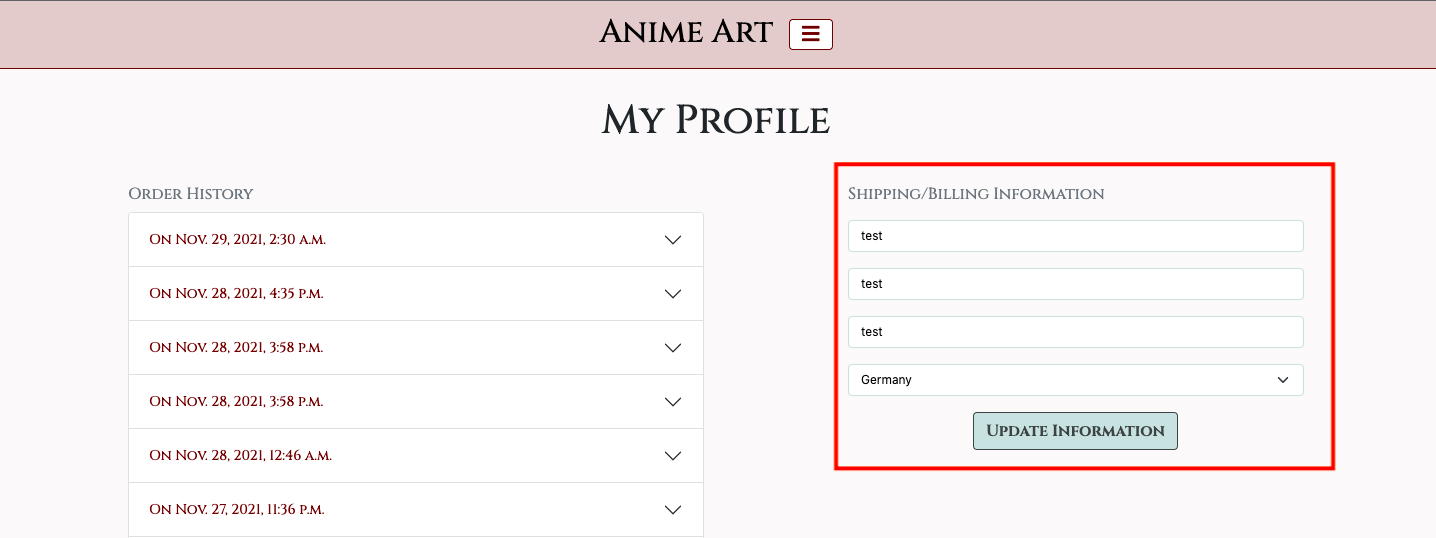 Anime Art
My Profile
Order History
On Nov. 29, 2021, 2:30 a.m.
On Nov. 28, 2021, 4:35 p.m.
On Nov. 28, 2021, 3:58 p.m.
On Nov. 28, 2021, 3:58 p.m.
On Nov. 28, 2021, 12:46 a.m.
On Nov. 27, 2021, 11:36 p.m.
Shipping/Billing Information
test
test
test
Germany
Update Information